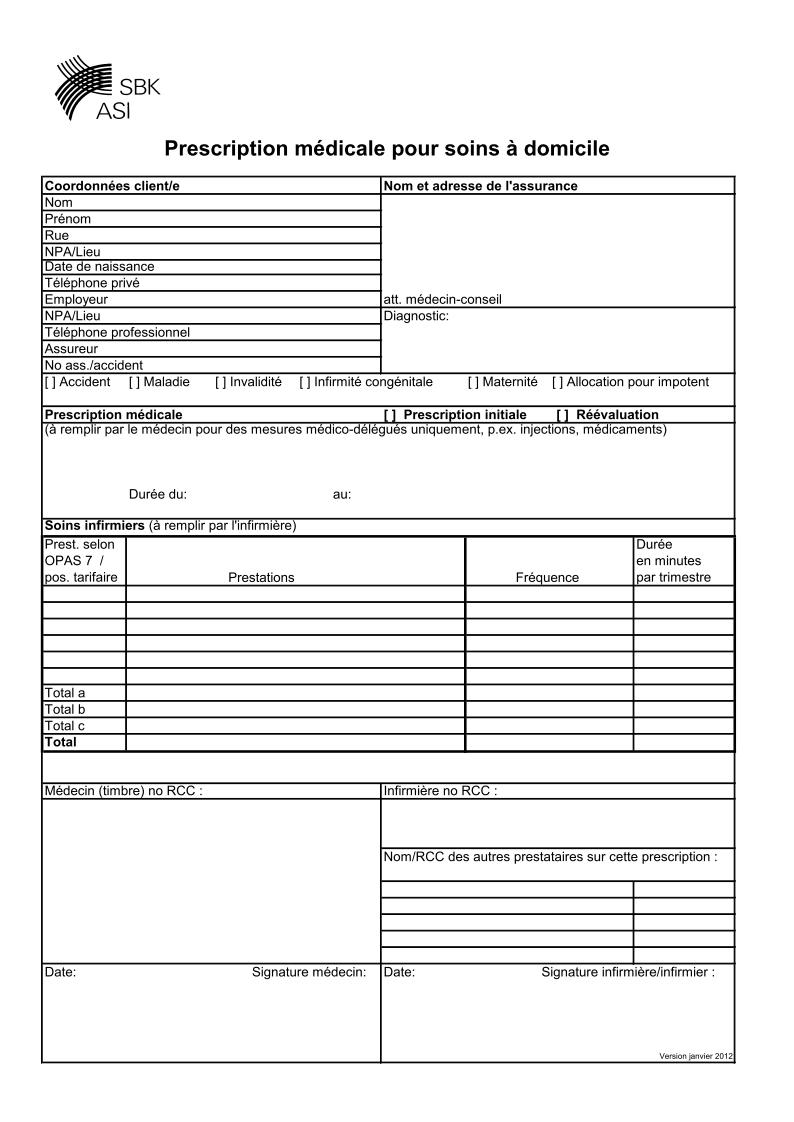 SBK
ASI
Prescription médicale pour soins à domicile
Coordonnées client/e
Nom et adresse de l'assurance
Nom
Prénom
Rue
NPA/Lieu
Date de naissance
Téléphone privé
Employeur
att. médecin-conseil
NPA/Lieu
Diagnostic:
Téléphone professionnel
Assureur
No ass./accident
[ ] Accident [ ] Maladie [ ] Invalidité [ ] Infirmité congénitale [ ] Maternité [ ] Allocation pour impotent
Prescription médicale [ ] Prescription initiale [ ] Réévaluation
(à remplir par le médecin pour des mesures médico-délégués uniquement, p.ex. injections, médicaments)
Durée du: au:
Soins infirmiers (à remplir par l'infirmière)
Prest. selon
OPAS 7 /
pos. tarifaire
Prestations
Fréquence
Durée
en minutes
par trimestre
Total a
Total b
Total c
Total
Médecin (timbre) no RCC :
Infirmière no RCC :
Nom/RCC des autres prestataires sur cette prescription :
Date: Signature médecin:
Date: Signature infirmière/infirmier :
Version janvier 2012